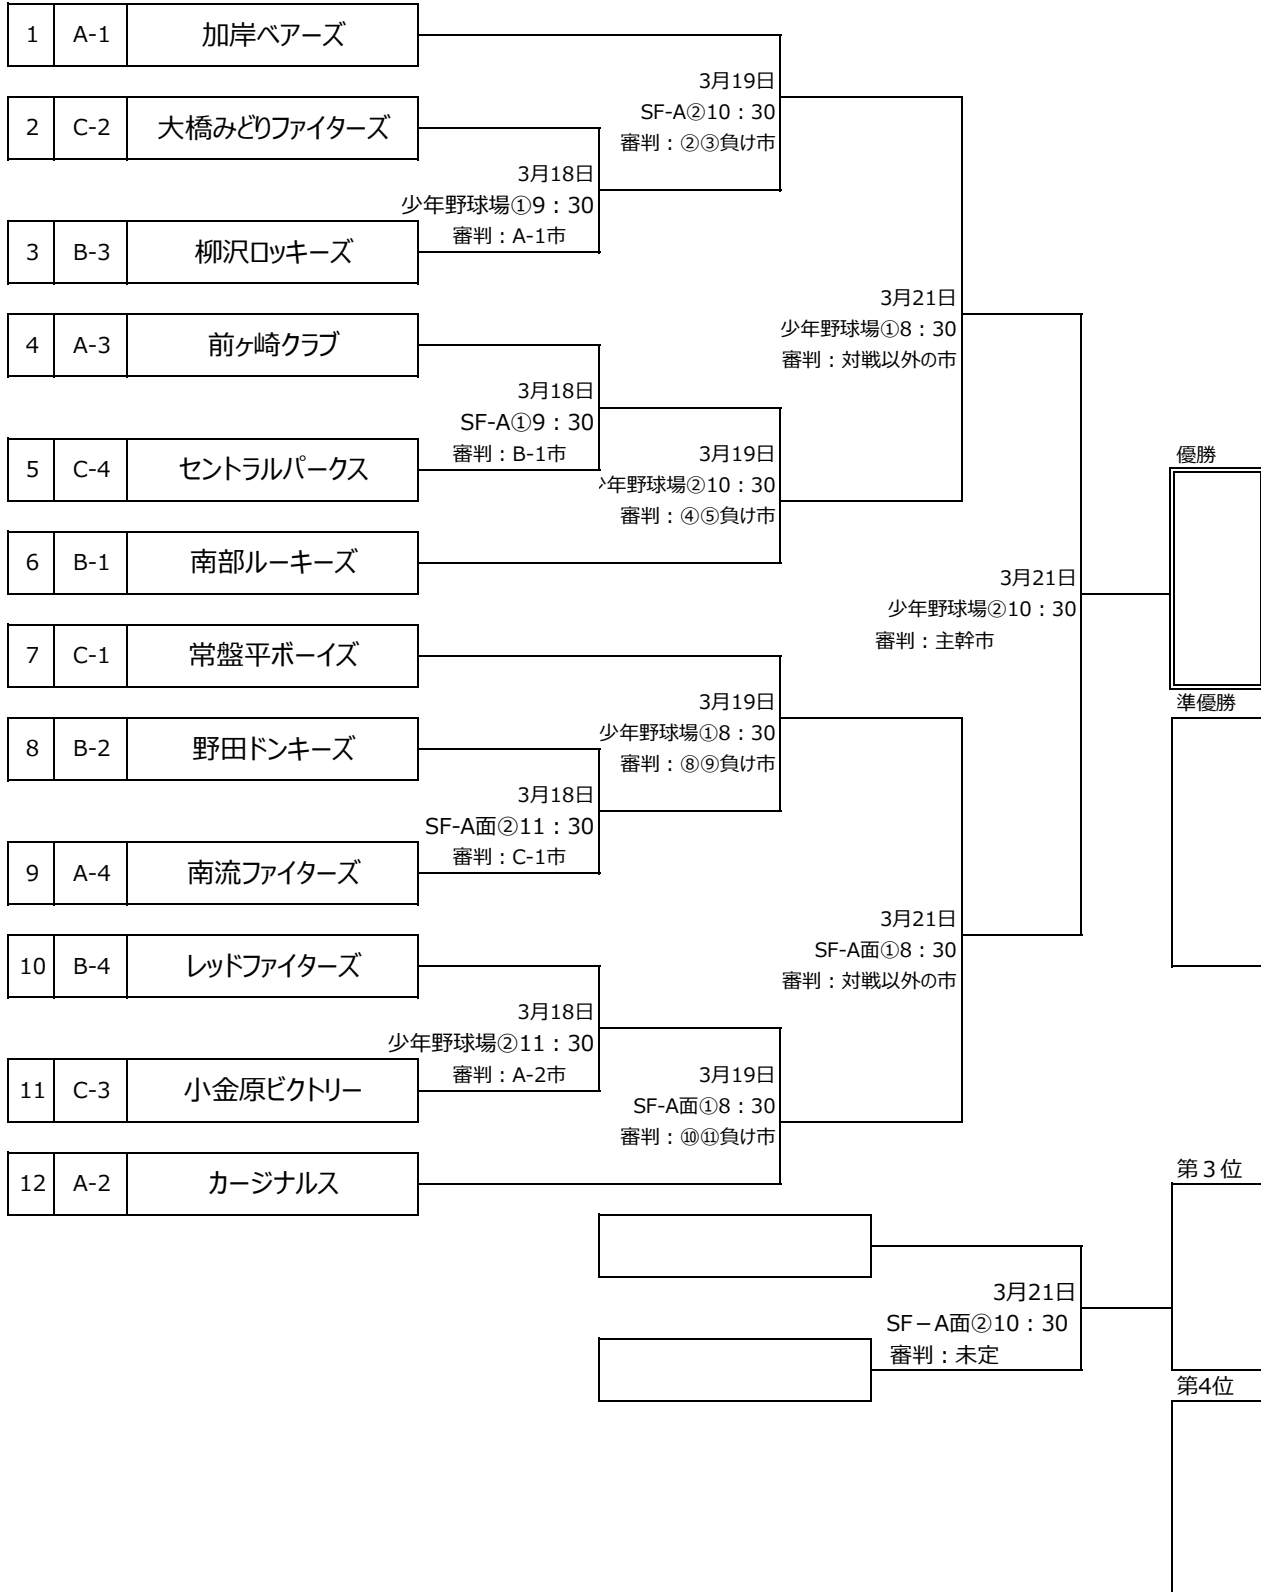 1 A-1 加岸ベアーズ
3月19日
SF-A②10：30
2 C-2 大橋みどりファイターズ
審判：②③負け市
3月18日
少年野球場①9：30
3 B-3 柳沢ロッキーズ
審判：A-1市
3月21日
4 A-3 前ヶ崎クラブ
少年野球場①8：30
審判：対戦以外の市
3月18日
SF-A①9：30
審判：B-1市
3月19日
優勝
5 C-4 セントラルパークス
年野球場②10：30
審判：④⑤負け市
6 B-1 南部ルーキーズ
3月21日
少年野球場②10：30
審判：主幹市
7 C-1 常盤平ボーイズ
3月19日
準優勝
少年野球場①8：30
8 B-2 野田ドンキーズ
審判：⑧⑨負け市
3月18日
SF-A面②11：30
審判：C-1市
9 A-4 南流ファイターズ
3月21日
SF-A面①8：30
10 B-4 レッドファイターズ
審判：対戦以外の市
3月18日
少年野球場②11：30
審判：A-2市
3月19日
11 C-3 小金原ビクトリー
SF-A面①8：30
審判：⑩⑪負け市
第３位
12 A-2 カージナルス
3月21日
SF－A面②10：30
審判：未定
第4位